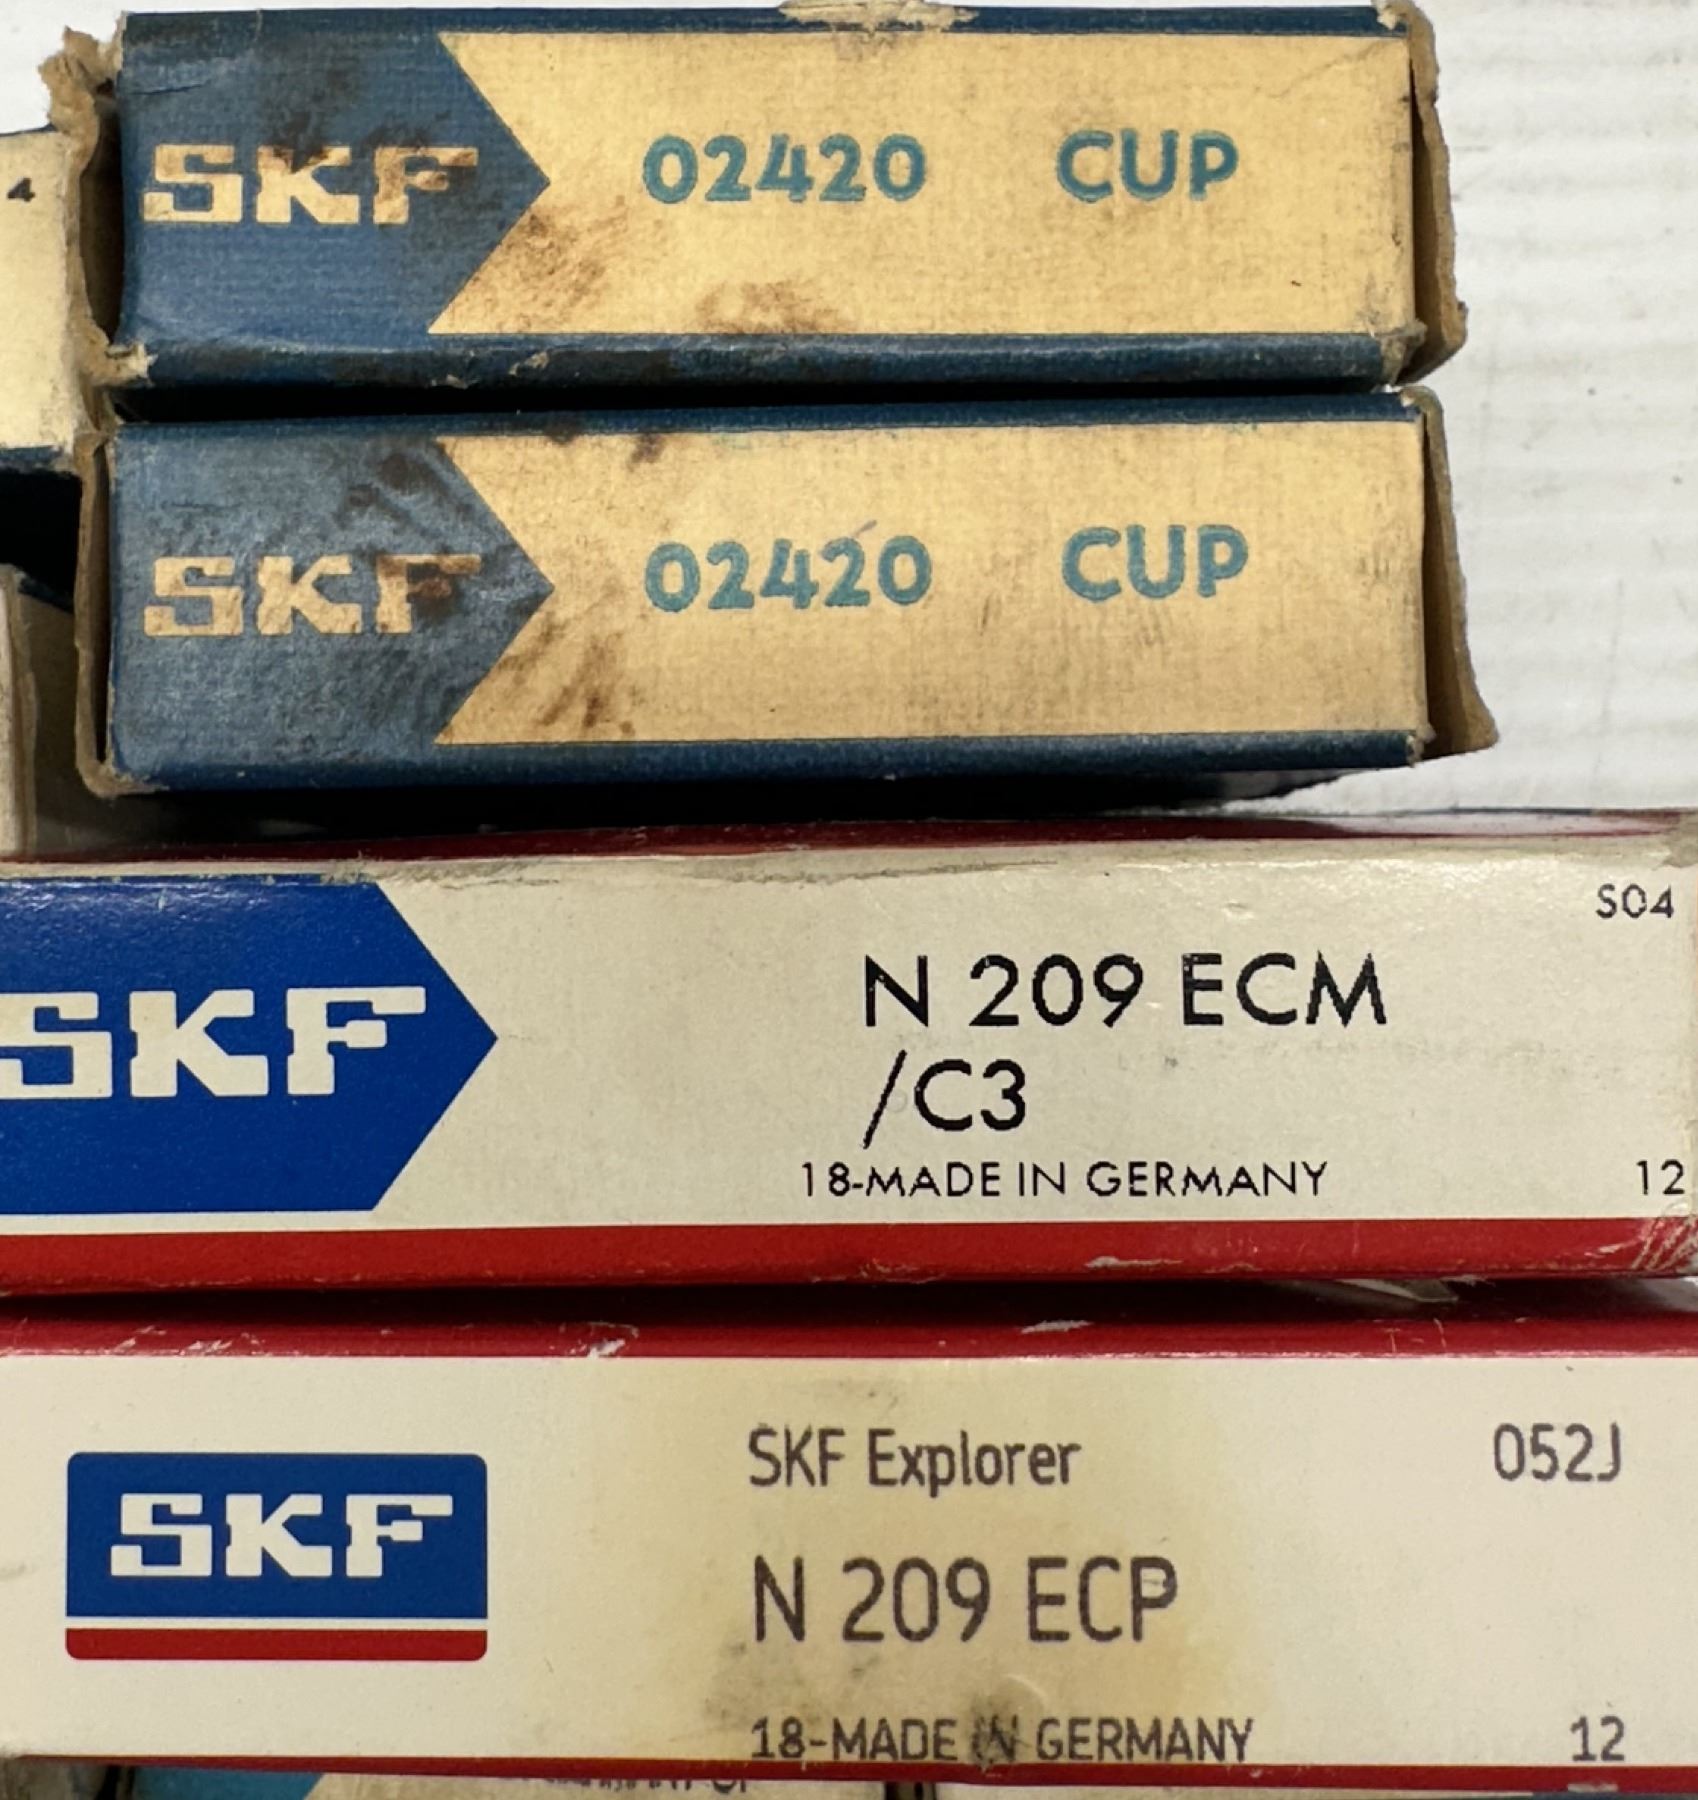 4
SKF 02420 CUP
SKF 02420 CUP
S04
SKF N 209 ECM
/C3
18-MADE IN GERMANY 12
SKF Explorer 052J
SKF N 209 ECP
18-MADE IN GERMANY 12